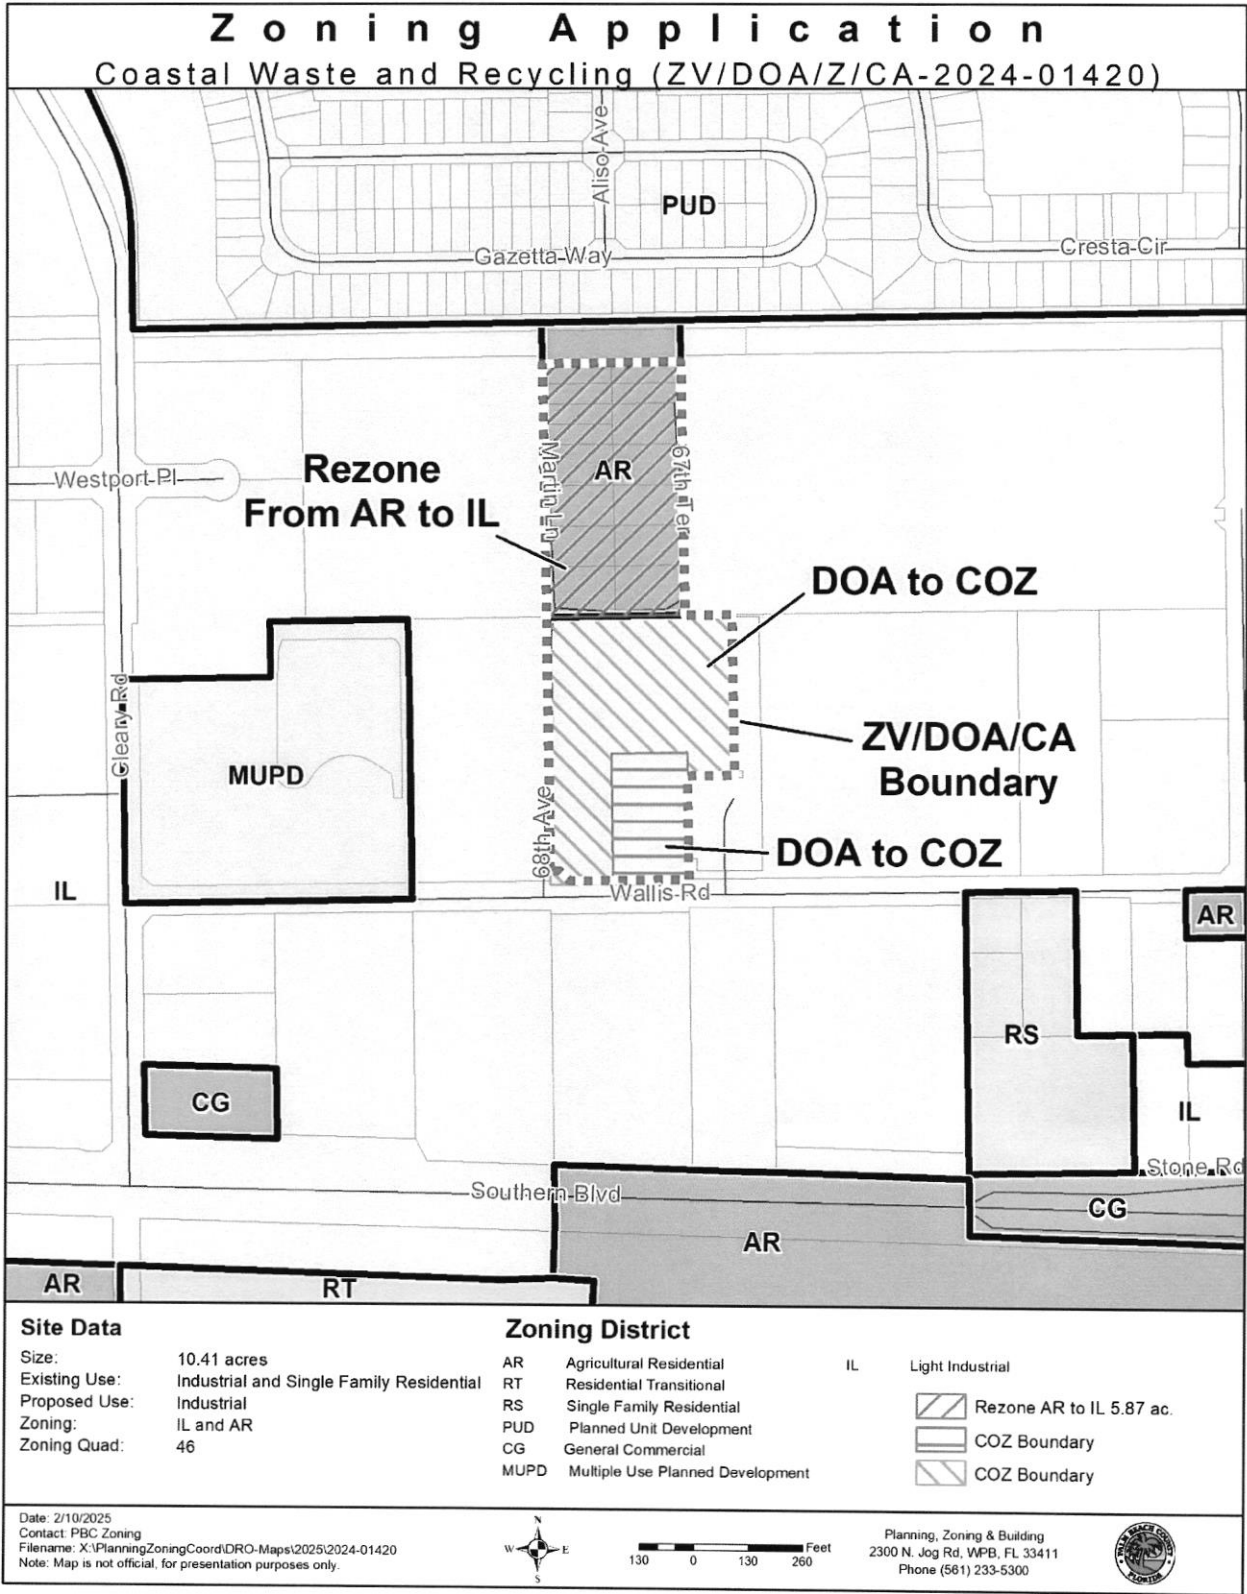 Zoning Application
Coastal Waste and Recycling (ZV/DOA/Z/CA-2024-01420)
Aliso Ave
PUD
Gazetta Way
Cresta Cir
Westport Pl
Rezone
From AR to IL
Martin Ln
AR
67th Ter
DOA to COZ
Cleary Rd
MUPD
ZV/DOA/CA
Boundary
68th Ave
DOA to COZ
IL
Wallis Rd
AR
RS
CG
IL
Stone Rd
Southern Blvd
CG
AR
AR
RT
Site Data
Size: 10.41 acres
Existing Use: Industrial and Single Family Residential
Proposed Use: Industrial
Zoning: IL and AR
Zoning Quad: 46
Zoning District
AR Agricultural Residential
RT Residential Transitional
RS Single Family Residential
PUD Planned Unit Development
CG General Commercial
MUPD Multiple Use Planned Development
IL Light Industrial
Rezone AR to IL 5.87 ac.
COZ Boundary
COZ Boundary
Date: 2/10/2025
Contact: PBC Zoning
Filename: X:\PlanningZoningCoord\DRO-Maps\2025\2024-01420
Note: Map is not official, for presentation purposes only.
N
W E
S
Feet
130 0 130 260
Planning, Zoning & Building
2300 N. Jog Rd, WPB, FL 33411
Phone (561) 233-5300
PALM BEACH COUNTY
FLORIDA